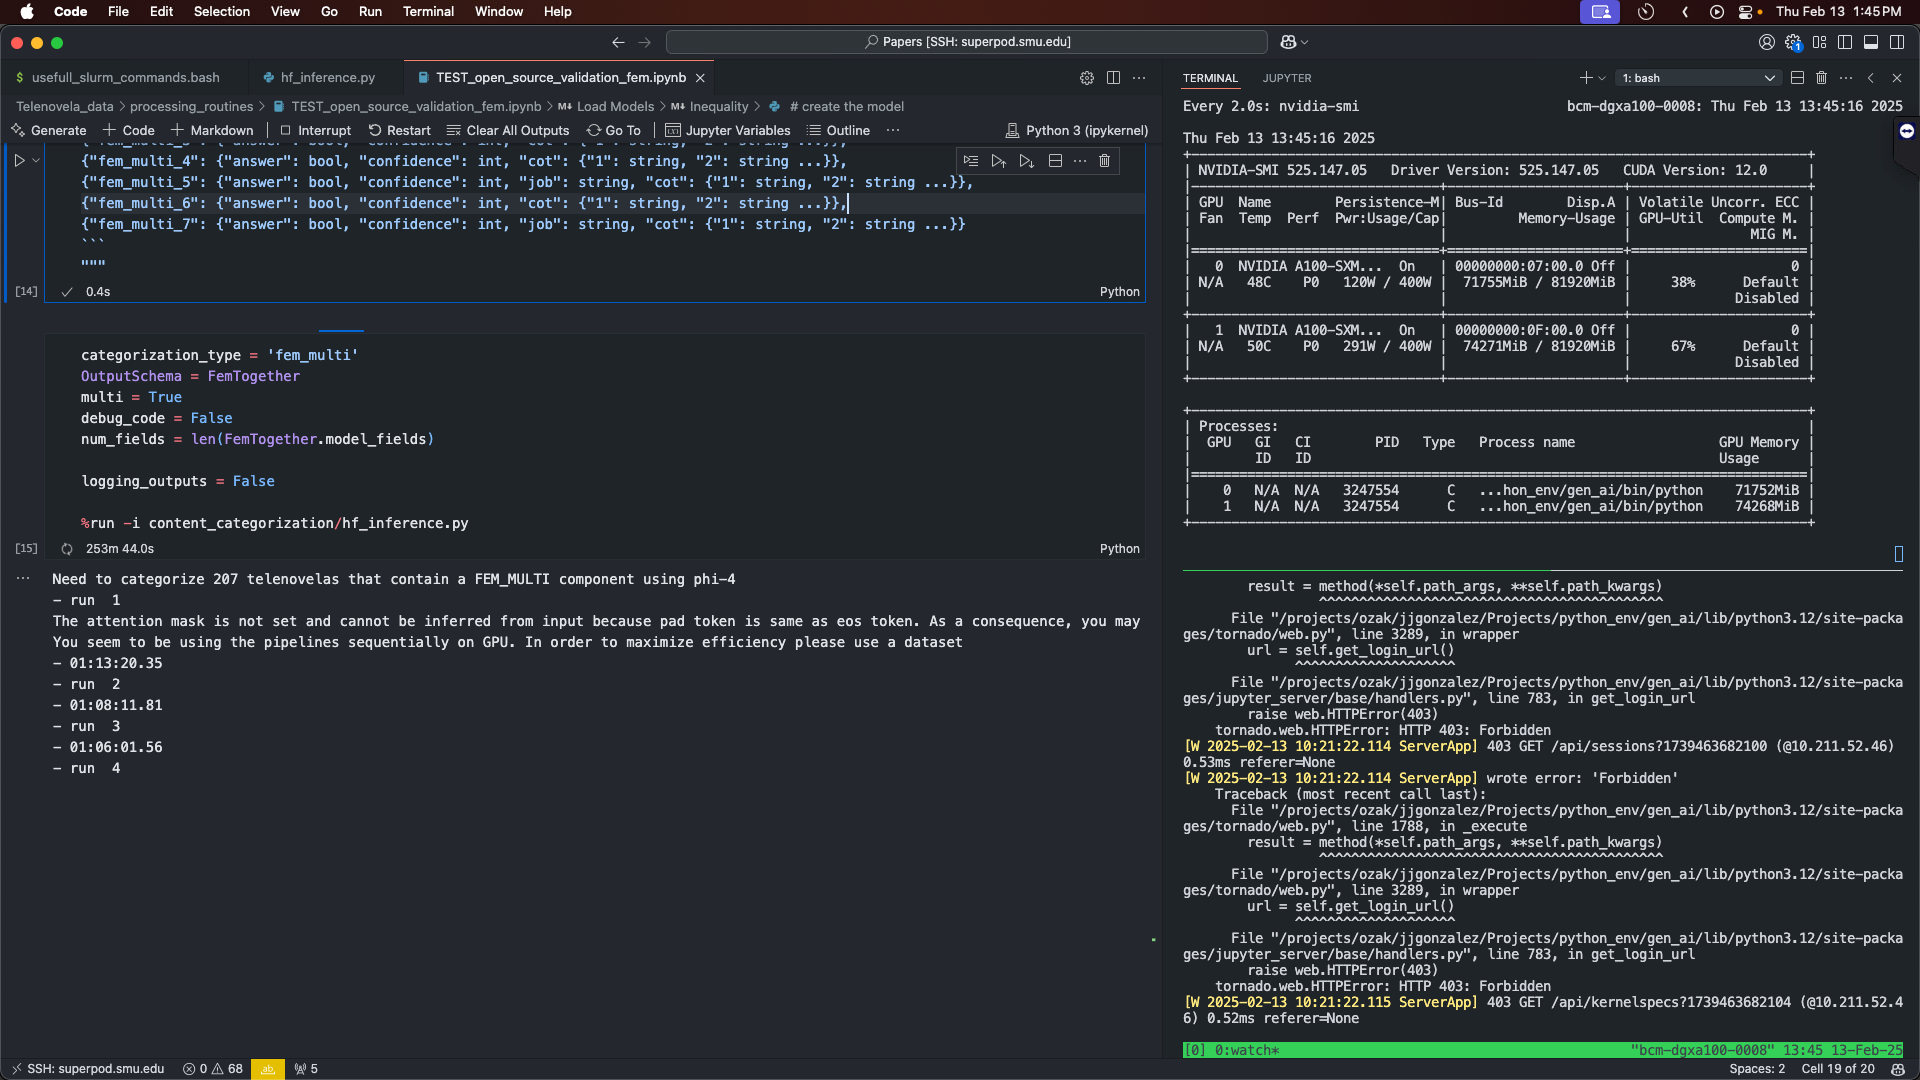 Code File Edit Selection View Go Run Terminal Window Help
Thu Feb 13 1:45 PM
Papers [SSH: superpod.smu.edu]
usefull_slurm_commands.bash
hf_inference.py
TEST_open_source_validation_fem.ipynb
Telenovela_data > processing_routines > TEST_open_source_validation_fem.ipynb > M↓ Load Models > M↓ Inequality > # create the model
Generate + Code + Markdown Interrupt Restart Clear All Outputs Go To Jupyter Variables Outline ... Python 3 (ipykernel)
{"fem_multi_4": {"answer": bool, "confidence": int, "cot": {"1": string, "2": string ...}},
{"fem_multi_5": {"answer": bool, "confidence": int, "job": string, "cot": {"1": string, "2": string ...}},
{"fem_multi_6": {"answer": bool, "confidence": int, "cot": {"1": string, "2": string ...}},
{"fem_multi_7": {"answer": bool, "confidence": int, "job": string, "cot": {"1": string, "2": string ...}}
```
"""
[14] 0.4s Python
categorization_type = 'fem_multi'
OutputSchema = FemTogether
multi = True
debug_code = False
num_fields = len(FemTogether.model_fields)
logging_outputs = False
%run -i content_categorization/hf_inference.py
[15] 253m 44.0s Python
Need to categorize 207 telenovelas that contain a FEM_MULTI component using phi-4
- run 1
The attention mask is not set and cannot be inferred from input because pad token is same as eos token. As a consequence, you may
You seem to be using the pipelines sequentially on GPU. In order to maximize efficiency please use a dataset
- 01:13:20.35
- run 2
- 01:08:11.81
- run 3
- 01:06:01.56
- run 4
TERMINAL JUPYTER
1: bash
Every 2.0s: nvidia-smi bcm-dgxa100-0008: Thu Feb 13 13:45:16 2025
Thu Feb 13 13:45:16 2025
| NVIDIA-SMI 525.147.05 Driver Version: 525.147.05 CUDA Version: 12.0 |
| GPU Name Persistence-M| Bus-Id Disp.A | Volatile Uncorr. ECC |
| Fan Temp Perf Pwr:Usage/Cap| Memory-Usage | GPU-Util Compute M. |
| | | MIG M. |
| 0 NVIDIA A100-SXM... On | 00000000:07:00.0 Off | 0 |
| N/A 48C P0 120W / 400W | 71755MiB / 81920MiB | 38% Default |
| | | Disabled |
| 1 NVIDIA A100-SXM... On | 00000000:0F:00.0 Off | 0 |
| N/A 50C P0 291W / 400W | 74271MiB / 81920MiB | 67% Default |
| | | Disabled |
| Processes: |
| GPU GI CI PID Type Process name GPU Memory |
| ID ID Usage |
| 0 N/A N/A 3247554 C ...hon_env/gen_ai/bin/python 71752MiB |
| 1 N/A N/A 3247554 C ...hon_env/gen_ai/bin/python 74268MiB |
result = method(*self.path_args, **self.path_kwargs)
^^^^^^^^^^^^^^^^^^^^^^^^^^^^^^^^^^^^^^^^^^^
File "/projects/ozak/jjgonzalez/Projects/python_env/gen_ai/lib/python3.12/site-packa
ges/tornado/web.py", line 3289, in wrapper
url = self.get_login_url()
^^^^^^^^^^^^^^^^^^^^
File "/projects/ozak/jjgonzalez/Projects/python_env/gen_ai/lib/python3.12/site-packa
ges/jupyter_server/base/handlers.py", line 783, in get_login_url
raise web.HTTPError(403)
tornado.web.HTTPError: HTTP 403: Forbidden
[W 2025-02-13 10:21:22.114 ServerApp] 403 GET /api/sessions?1739463682100 (@10.211.52.46)
0.53ms referer=None
[W 2025-02-13 10:21:22.114 ServerApp] wrote error: 'Forbidden'
Traceback (most recent call last):
File "/projects/ozak/jjgonzalez/Projects/python_env/gen_ai/lib/python3.12/site-packa
ges/tornado/web.py", line 1788, in _execute
result = method(*self.path_args, **self.path_kwargs)
^^^^^^^^^^^^^^^^^^^^^^^^^^^^^^^^^^^^^^^^^^^
File "/projects/ozak/jjgonzalez/Projects/python_env/gen_ai/lib/python3.12/site-packa
ges/tornado/web.py", line 3289, in wrapper
url = self.get_login_url()
^^^^^^^^^^^^^^^^^^^^
File "/projects/ozak/jjgonzalez/Projects/python_env/gen_ai/lib/python3.12/site-packa
ges/jupyter_server/base/handlers.py", line 783, in get_login_url
raise web.HTTPError(403)
tornado.web.HTTPError: HTTP 403: Forbidden
[W 2025-02-13 10:21:22.115 ServerApp] 403 GET /api/kernelspecs?1739463682104 (@10.211.52.4
6) 0.52ms referer=None
[0] 0:watch* "bcm-dgxa100-0008" 13:45 13-Feb-25
SSH: superpod.smu.edu 0 68 5 Spaces: 2 Cell 19 of 20